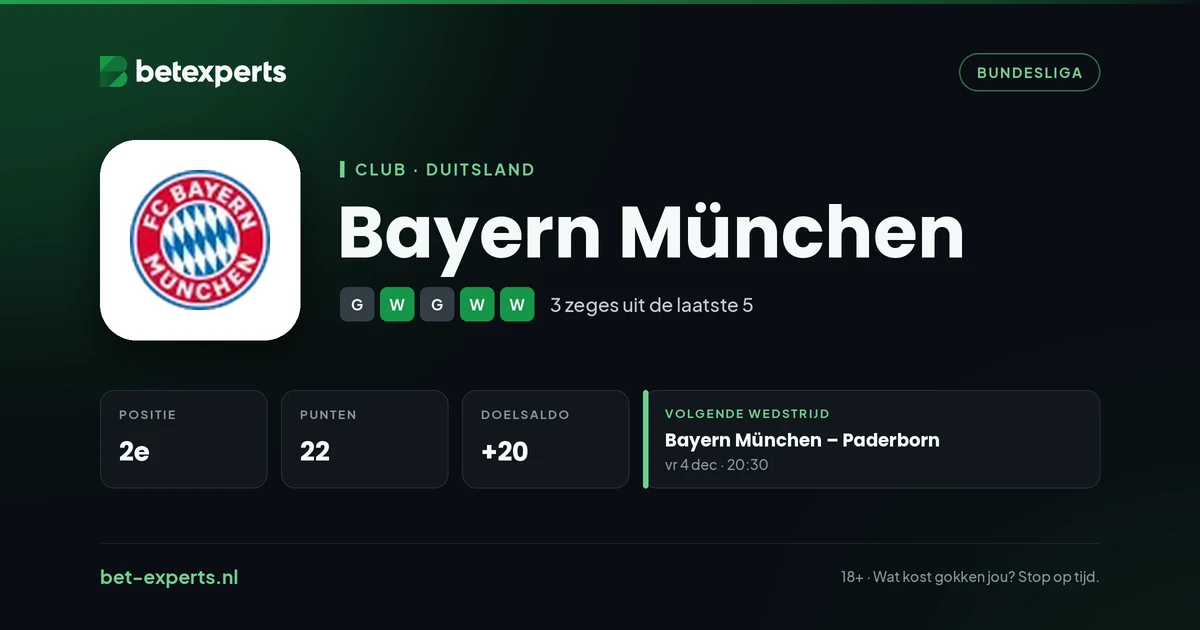 betexperts
BUNDESLIGA
FC BAYERN
MÜNCHEN
CLUB · DUITSLAND
Bayern München
G W G W W 3 zeges uit de laatste 5
POSITIE
2e
PUNTEN
22
DOELSALDO
+20
VOLGENDE WEDSTRIJD
Bayern München – Paderborn
vr 4 dec · 20:30
bet-experts.nl
18+ · Wat kost gokken jou? Stop op tijd.